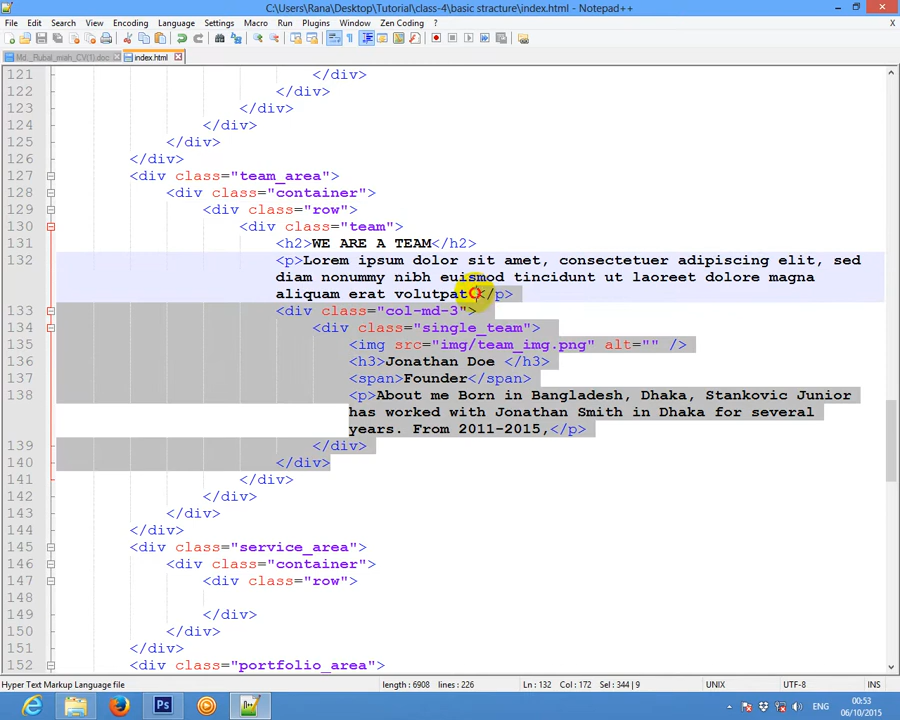 C:\Users\Rana\Desktop\Tutorial\class-4\basic stracture\index.html - Notepad++
File Edit Search View Encoding Language Settings Macro Run Plugins Window Zen Coding ? X
Md._Rubal_miah_CV(1).doc index.html
121 </div>
122 </div>
123 </div>
124 </div>
125 </div>
126 </div>
127 <div class="team_area">
128 <div class="container">
129 <div class="row">
130 <div class="team">
131 <h2>WE ARE A TEAM</h2>
132 <p>Lorem ipsum dolor sit amet, consectetuer adipiscing elit, sed
diam nonummy nibh euismod tincidunt ut laoreet dolore magna
aliquam erat volutpat </p>
133 <div class="col-md-3">
134 <div class="single_team">
135 <img src="img/team_img.png" alt="" />
136 <h3>Jonathan Doe </h3>
137 <span>Founder</span>
138 <p>About me Born in Bangladesh, Dhaka, Stankovic Junior
has worked with Jonathan Smith in Dhaka for several
years. From 2011-2015,</p>
139 </div>
140 </div>
141 </div>
142 </div>
143 </div>
144 </div>
145 <div class="service_area">
146 <div class="container">
147 <div class="row">
148
149 </div>
150 </div>
151 </div>
152 <div class="portfolio_area">
Hyper Text Markup Language file length : 6908 lines : 226 Ln : 132 Col : 172 Sel : 344 | 9 UNIX UTF-8 INS
Ps ENG 00:53
06/10/2015